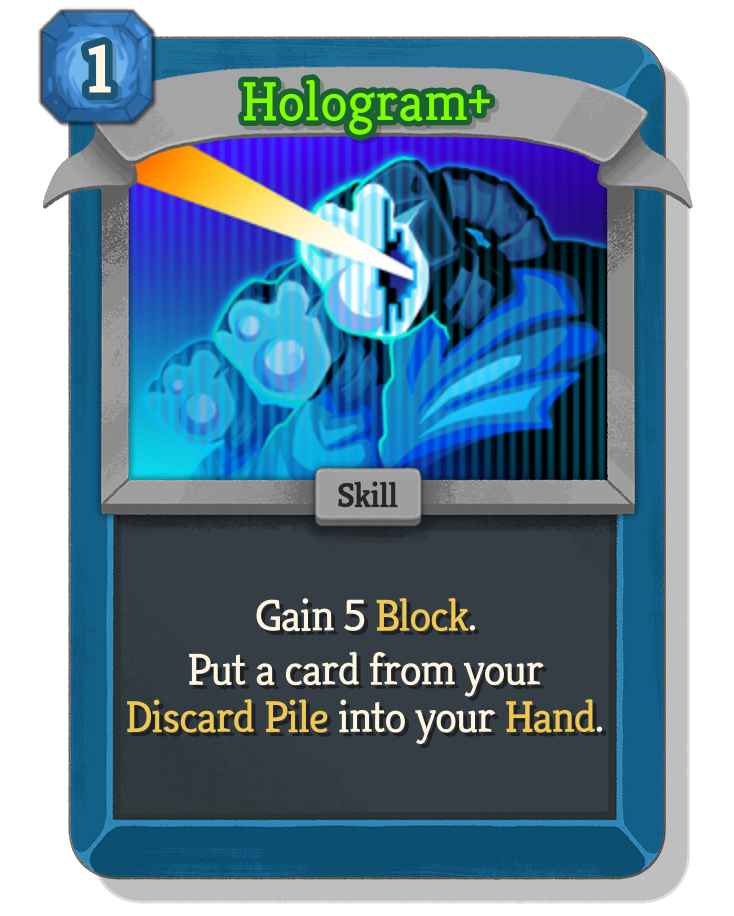 1
Hologram+
Skill
Gain 5 Block.
Put a card from your
Discard Pile into your Hand.